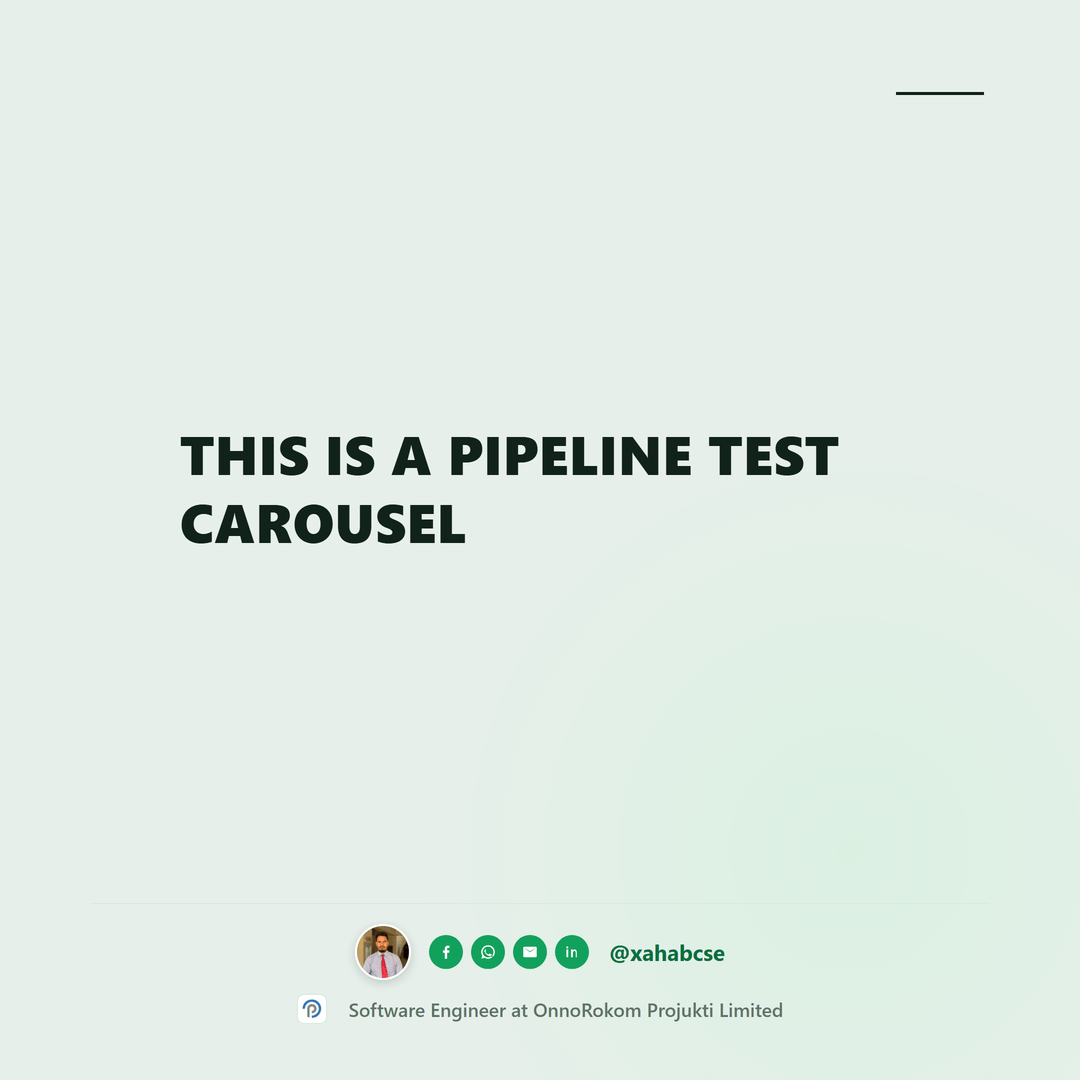 THIS IS A PIPELINE TEST
CAROUSEL
@xahabcse
Software Engineer at OnnoRokom Projukti Limited